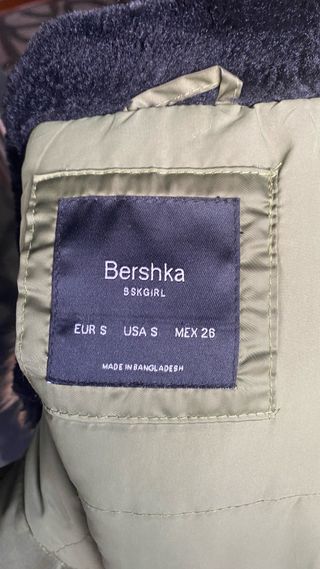 Bershka
BSKGIRL
EUR S USA S MEX 26
MADE IN BANGLADESH